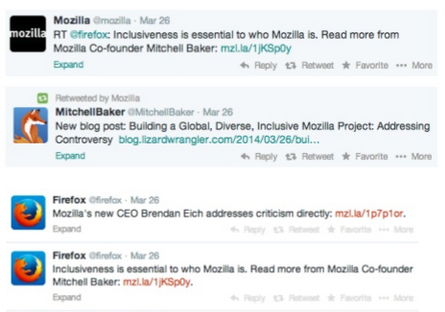 mozilla
Mozilla @mozilla · Mar 26
RT @firefox: Inclusiveness is essential to who Mozilla is. Read more from
Mozilla Co-founder Mitchell Baker: mzl.la/1jKSp0y
Expand
Reply Retweet Favorite More
Retweeted by Mozilla
MitchellBaker @MitchellBaker · Mar 26
New blog post: Building a Global, Diverse, Inclusive Mozilla Project: Addressing
Controversy blog.lizardwrangler.com/2014/03/26/bui...
Expand
Reply Retweet Favorite More
Firefox @firefox · Mar 26
Mozilla's new CEO Brendan Eich addresses criticism directly: mzl.la/1p7p1or.
Expand
Reply Retweet Favorite More
Firefox @firefox · Mar 26
Inclusiveness is essential to who Mozilla is. Read more from Mozilla Co-founder
Mitchell Baker: mzl.la/1jKSp0y.
Expand
Reply Retweet Favorite More